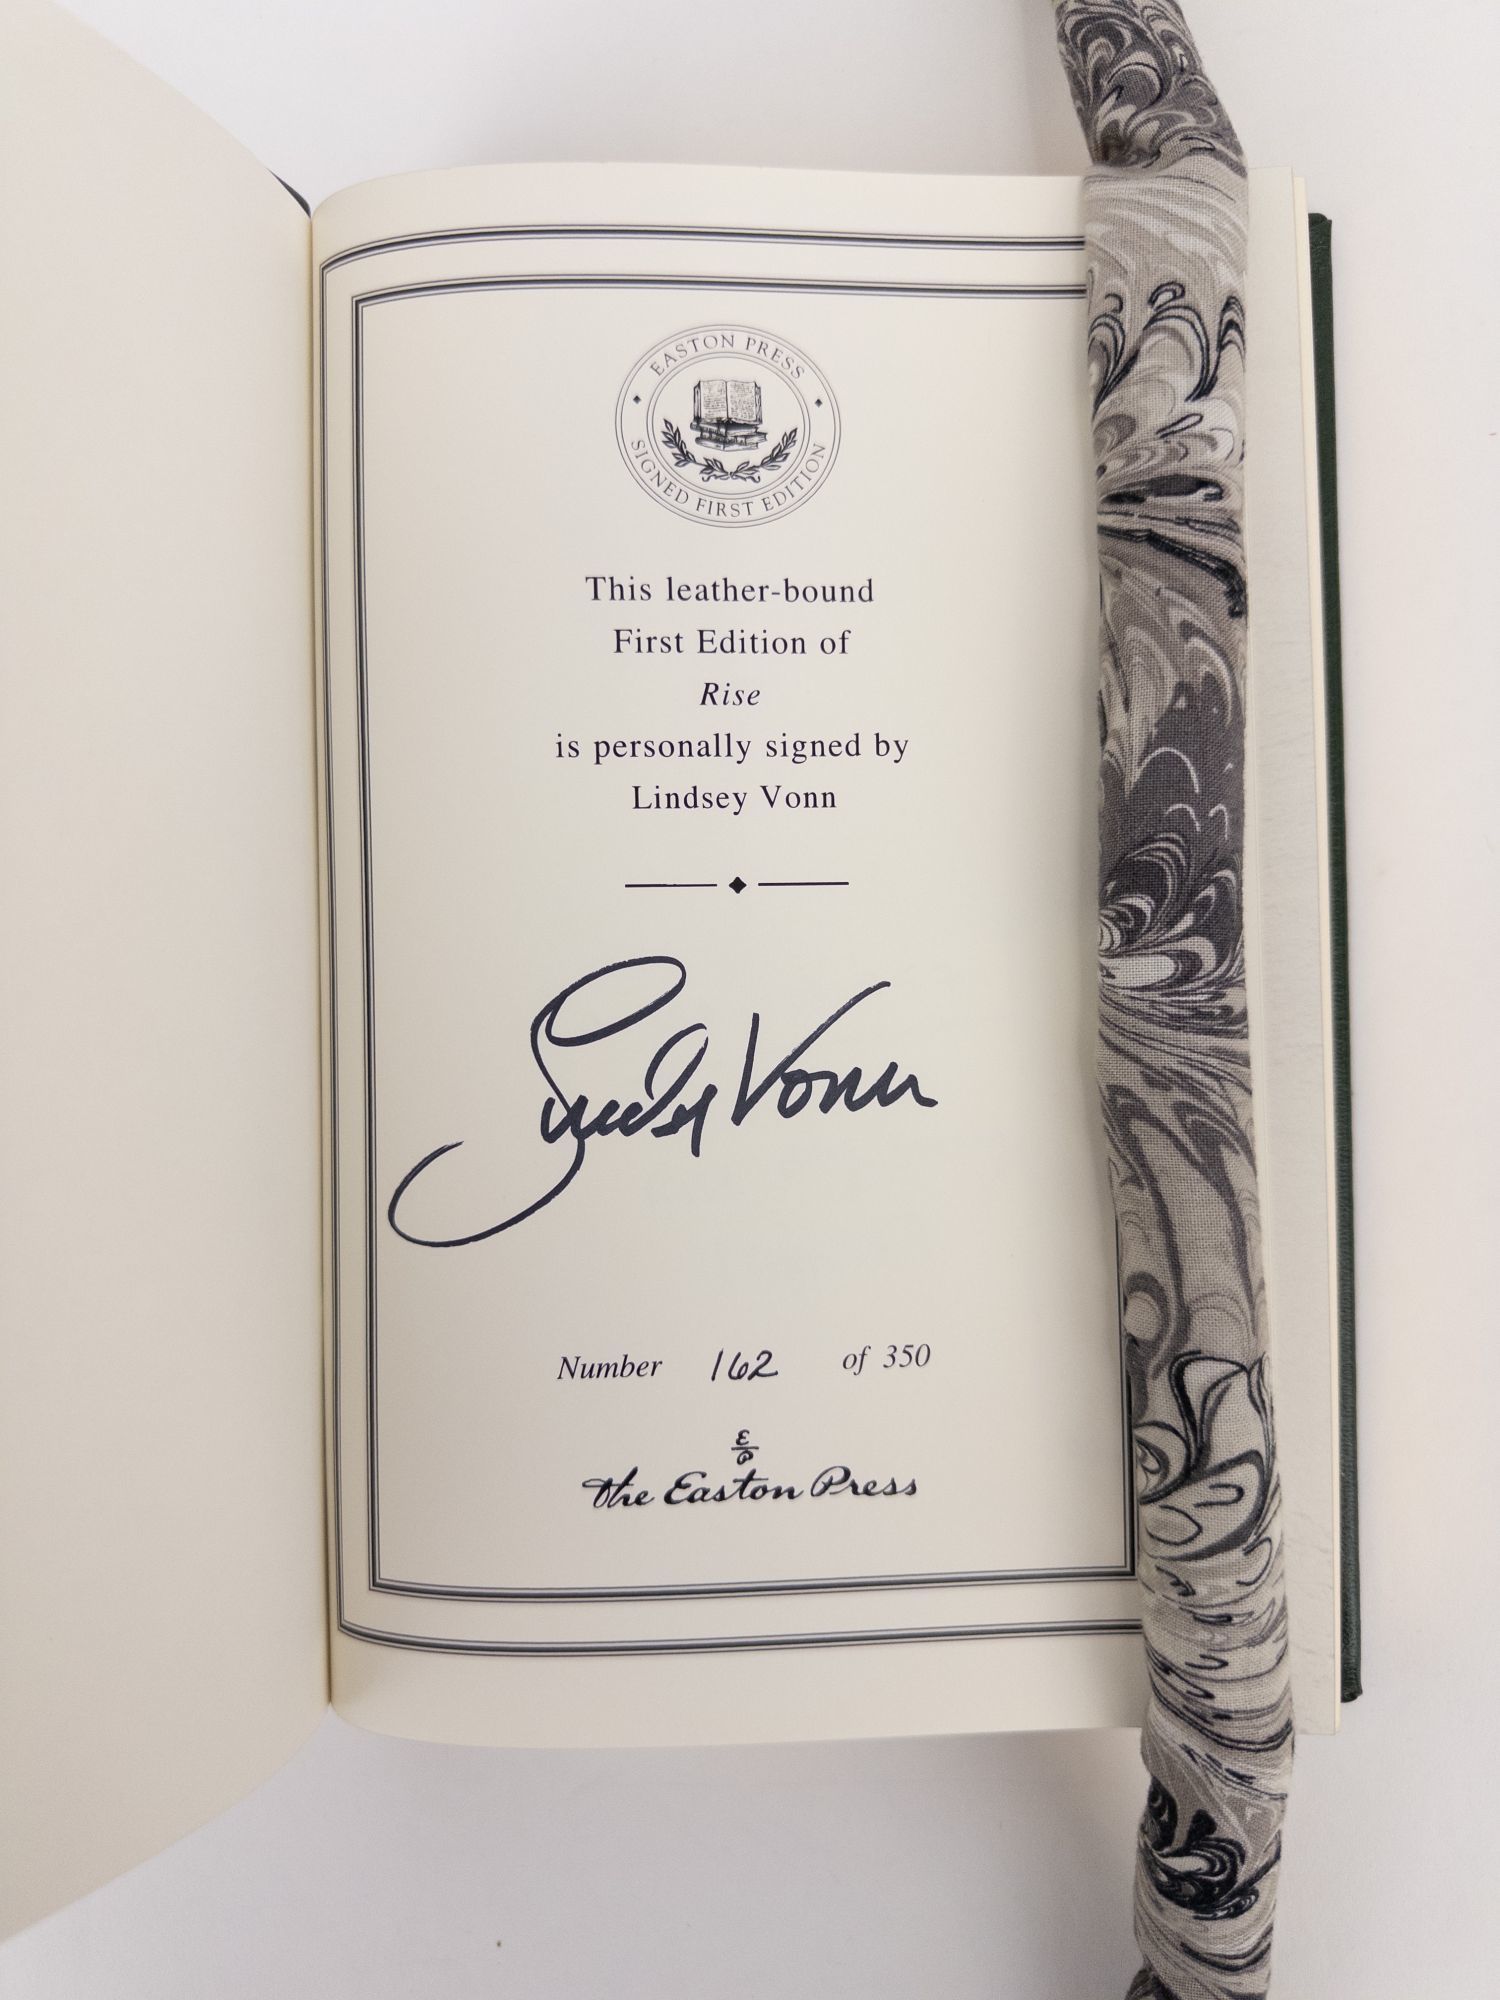 EASTON PRESS
SIGNED FIRST EDITION
This leather-bound
First Edition of
Rise
is personally signed by
Lindsey Vonn
Lindsey Vonn
Number 162 of 350
E
P
The Easton Press